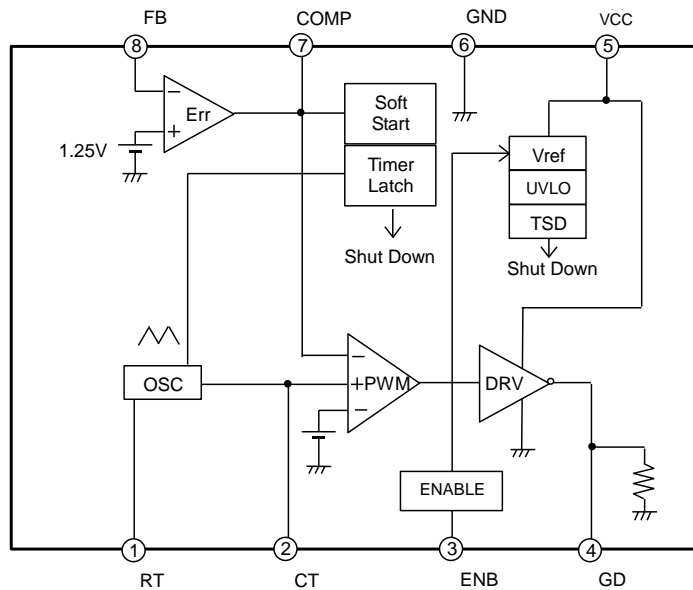 FB
COMP
GND
VCC
8
7
6
5
−
Err
+
1.25V
Soft
Start
Timer
Latch
Shut Down
Vref
UVLO
TSD
Shut Down
OSC
−
+PWM
−
DRV
ENABLE
1
2
3
4
RT
CT
ENB
GD